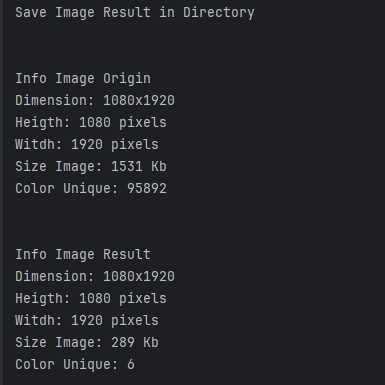 Save Image Result in Directory
Info Image Origin
Dimension: 1080x1920
Heigth: 1080 pixels
Witdh: 1920 pixels
Size Image: 1531 Kb
Color Unique: 95892
Info Image Result
Dimension: 1080x1920
Heigth: 1080 pixels
Witdh: 1920 pixels
Size Image: 289 Kb
Color Unique: 6